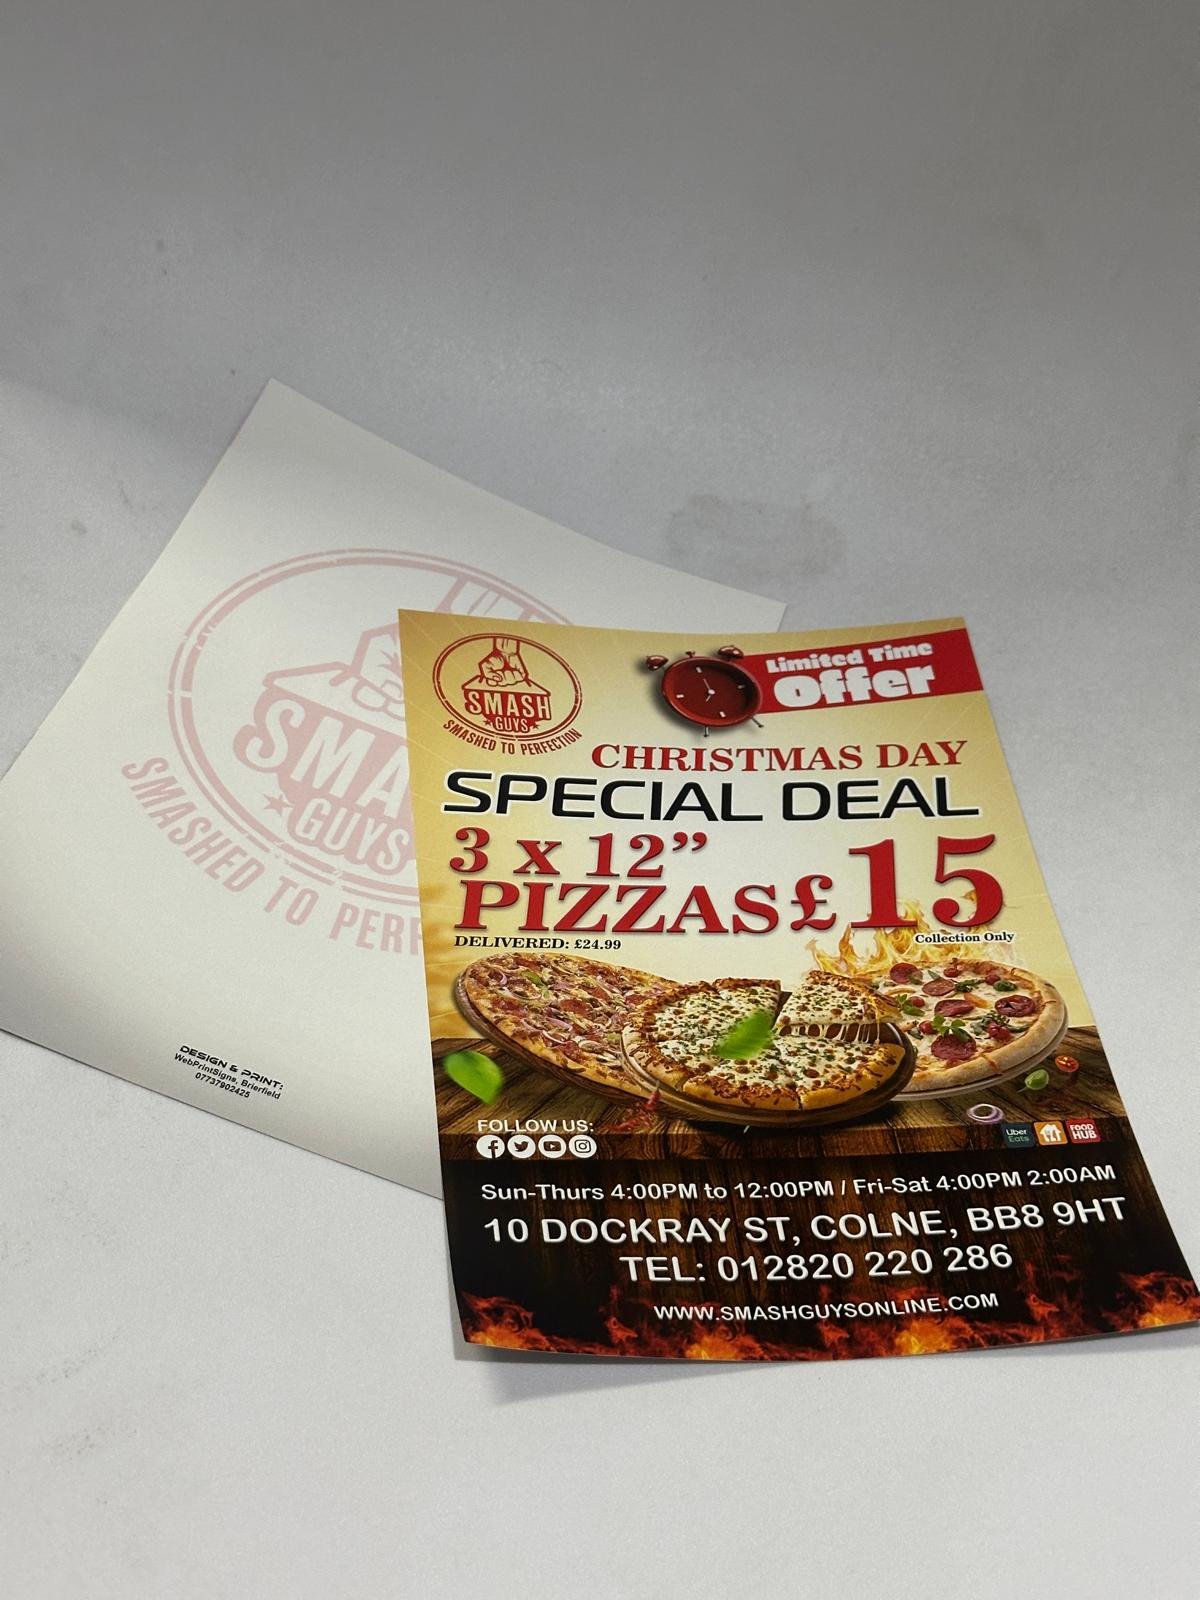 SMASH
GUYS
SMASHED TO PERFECTION
Limited Time
Offer
CHRISTMAS DAY
SPECIAL DEAL
3 x 12”
PIZZAS £15
DELIVERED: £24.99
Collection Only
FOLLOW US:
Uber
Eats
FOOD
HUB
Sun-Thurs 4:00PM to 12:00PM / Fri-Sat 4:00PM 2:00AM
10 DOCKRAY ST, COLNE, BB8 9HT
TEL: 012820 220 286
WWW.SMASHGUYSONLINE.COM
SMA
GUYS
SMASHED TO PERF
DESIGN & PRINT:
WebPrintSigns, Brierfield
07737902425